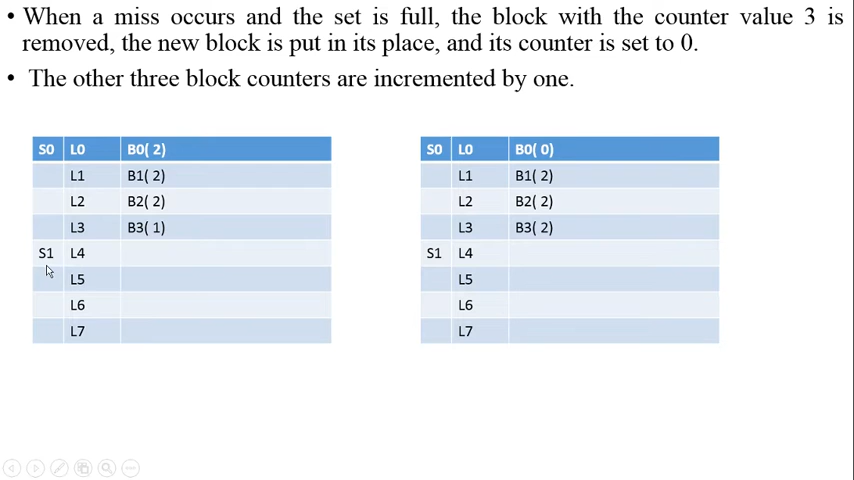 • When a miss occurs and the set is full, the block with the counter value 3 is
removed, the new block is put in its place, and its counter is set to 0.
• The other three block counters are incremented by one.
S0 L0 B0( 2)
L1 B1( 2)
L2 B2( 2)
L3 B3( 1)
S1 L4
L5
L6
L7
S0 L0 B0( 0)
L1 B1( 2)
L2 B2( 2)
L3 B3( 2)
S1 L4
L5
L6
L7